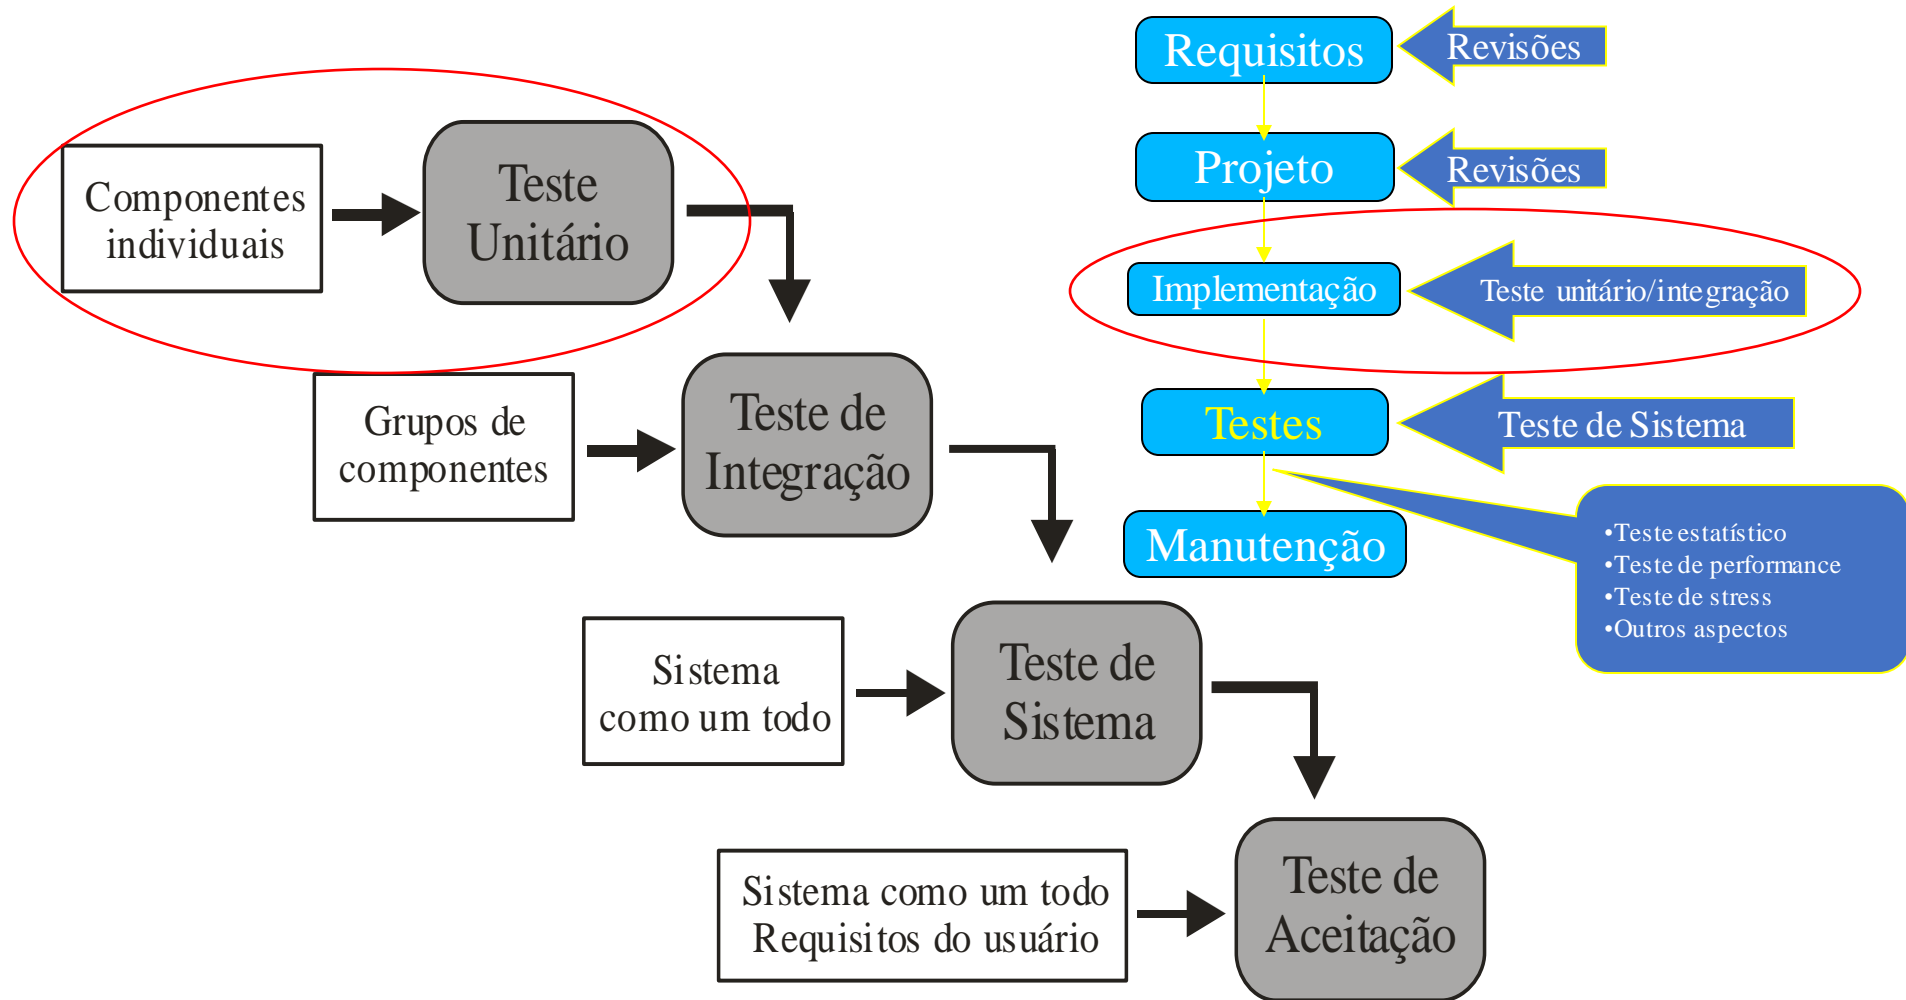 Componentes
individuais
Teste
Unitário
Grupos de
componentes
Teste de
Integração
Sistema
como um todo
Teste de
Sistema
Sistema como um todo
Requisitos do usuário
Teste de
Aceitação
Requisitos
Revisões
Projeto
Revisões
Implementação
Teste unitário/integração
Testes
Teste de Sistema
Manutenção
•Teste estatístico
•Teste de performance
•Teste de stress
•Outros aspectos